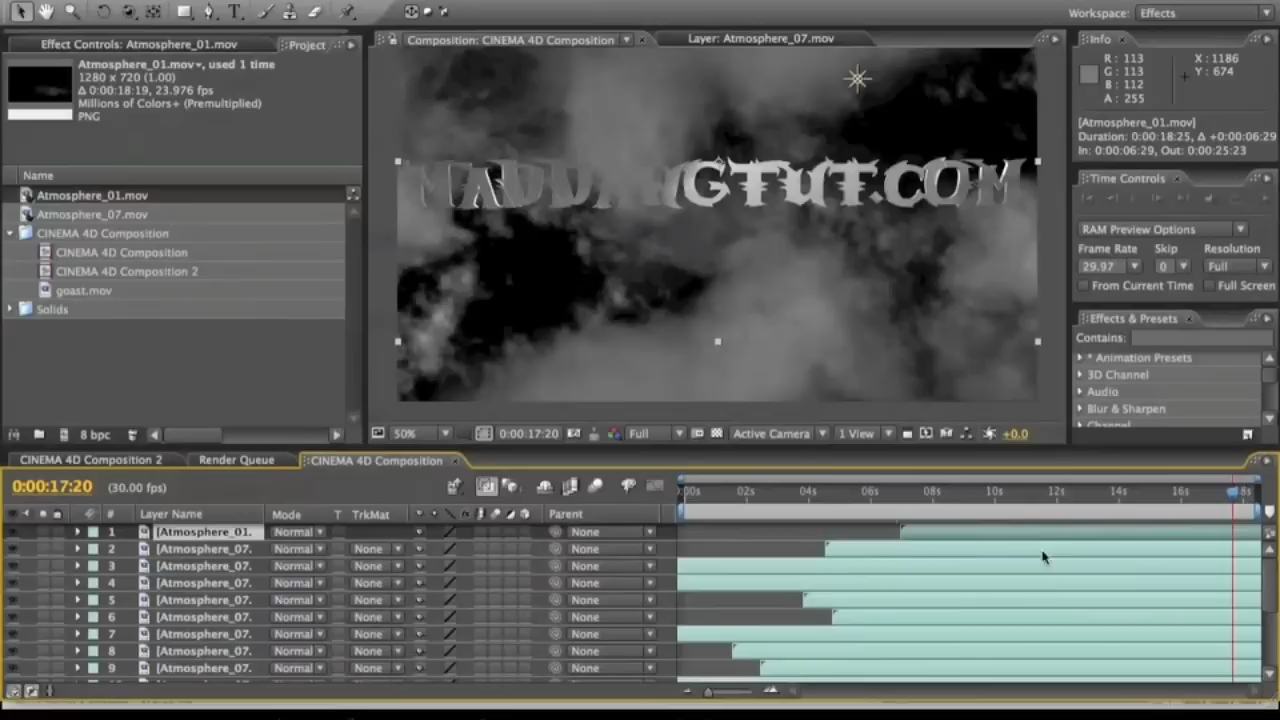 Workspace: Effects
Effect Controls: Atmosphere_01.mov
Project
Atmosphere_01.mov, used 1 time
1280 x 720 (1.00)
Δ 0:00:18:19, 23.976 fps
Millions of Colors+ (Premultiplied)
PNG
Name
Atmosphere_01.mov
Atmosphere_07.mov
CINEMA 4D Composition
CINEMA 4D Composition
CINEMA 4D Composition 2
goast.mov
Solids
8 bpc
Composition: CINEMA 4D Composition
Layer: Atmosphere_07.mov
50%
0:00:17:20
Full
Active Camera
1 View
+0.0
Info
R: 113
G: 113
B: 112
A: 255
X: 1186
Y: 674
[Atmosphere_01.mov]
Duration: 0:00:18:25, Δ +0:00:06:29
In: 0:00:06:29, Out: 0:00:25:23
Time Controls
RAM Preview Options
Frame Rate Skip Resolution
29.97 0 Full
From Current Time Full Screen
Effects & Presets
Contains:
* Animation Presets
3D Channel
Audio
Blur & Sharpen
Channel
CINEMA 4D Composition 2
Render Queue
CINEMA 4D Composition
0:00:17:20
(30.00 fps)
:00s 02s 04s 06s 08s 10s 12s 14s 16s 18s
# Layer Name Mode T TrkMat Parent
1 [Atmosphere_01. Normal None
2 [Atmosphere_07. Normal None None
3 [Atmosphere_07. Normal None None
4 [Atmosphere_07. Normal None None
5 [Atmosphere_07. Normal None None
6 [Atmosphere_07. Normal None None
7 [Atmosphere_07. Normal None None
8 [Atmosphere_07. Normal None None
9 [Atmosphere_07. Normal None None